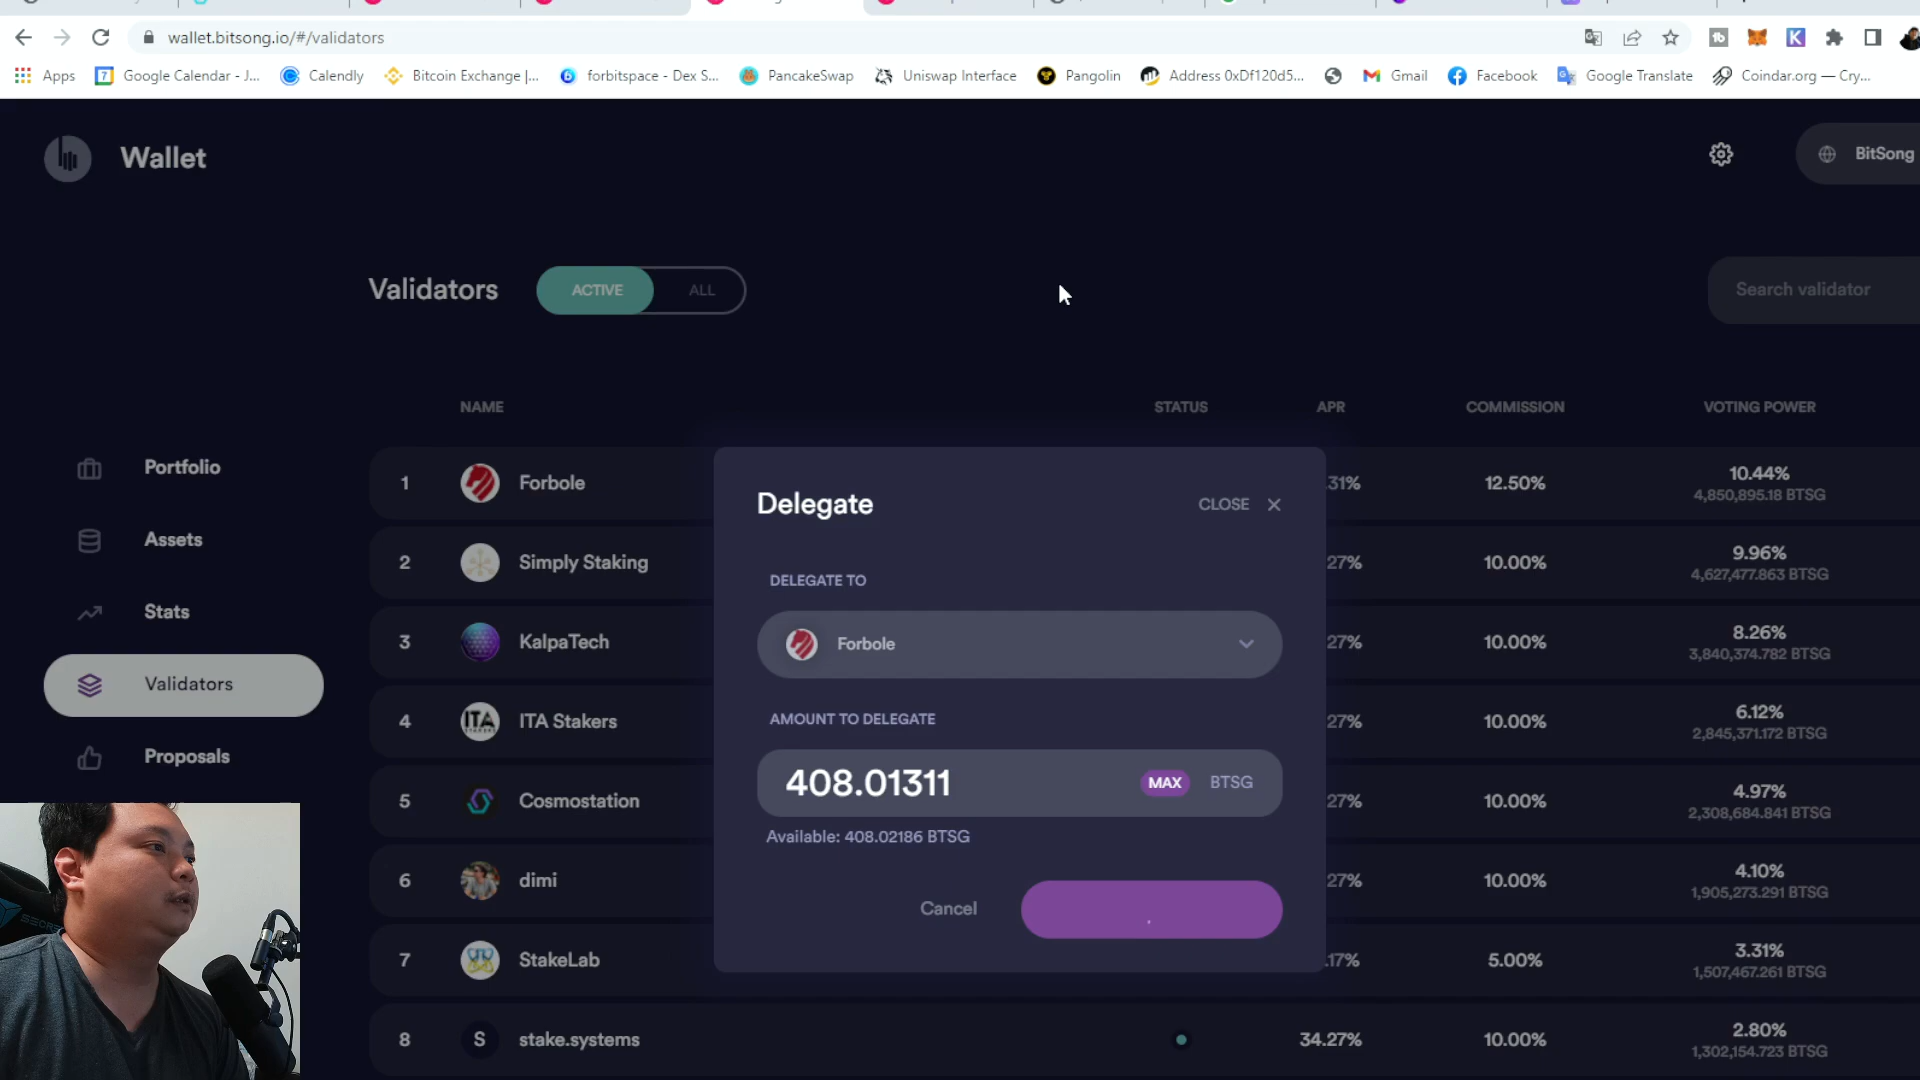 wallet.bitsong.io/#/validators
Apps
7
Google Calendar - J...
Calendly
Bitcoin Exchange |...
forbitspace - Dex S...
PancakeSwap
Uniswap Interface
Pangolin
Address 0xDf120d5...
Gmail
Facebook
Google Translate
Coindar.org — Cry...
Wallet
BitSong
Validators
ACTIVE
ALL
Search validator
NAME
STATUS
APR
COMMISSION
VOTING POWER
Portfolio
Assets
Stats
Validators
Proposals
1 Forbole .31% 12.50% 10.44%
4,850,895.18 BTSG
2 Simply Staking 27% 10.00% 9.96%
4,627,477.863 BTSG
3 KalpaTech 27% 10.00% 8.26%
3,840,374.782 BTSG
4 ITA Stakers 27% 10.00% 6.12%
2,845,371.172 BTSG
5 Cosmostation 27% 10.00% 4.97%
2,308,684.841 BTSG
6 dimi 27% 10.00% 4.10%
1,905,273.291 BTSG
7 StakeLab .17% 5.00% 3.31%
1,507,467.261 BTSG
8 S stake.systems 34.27% 10.00% 2.80%
1,302,154.723 BTSG
Delegate
CLOSE
DELEGATE TO
Forbole
AMOUNT TO DELEGATE
408.01311 MAX BTSG
Available: 408.02186 BTSG
Cancel